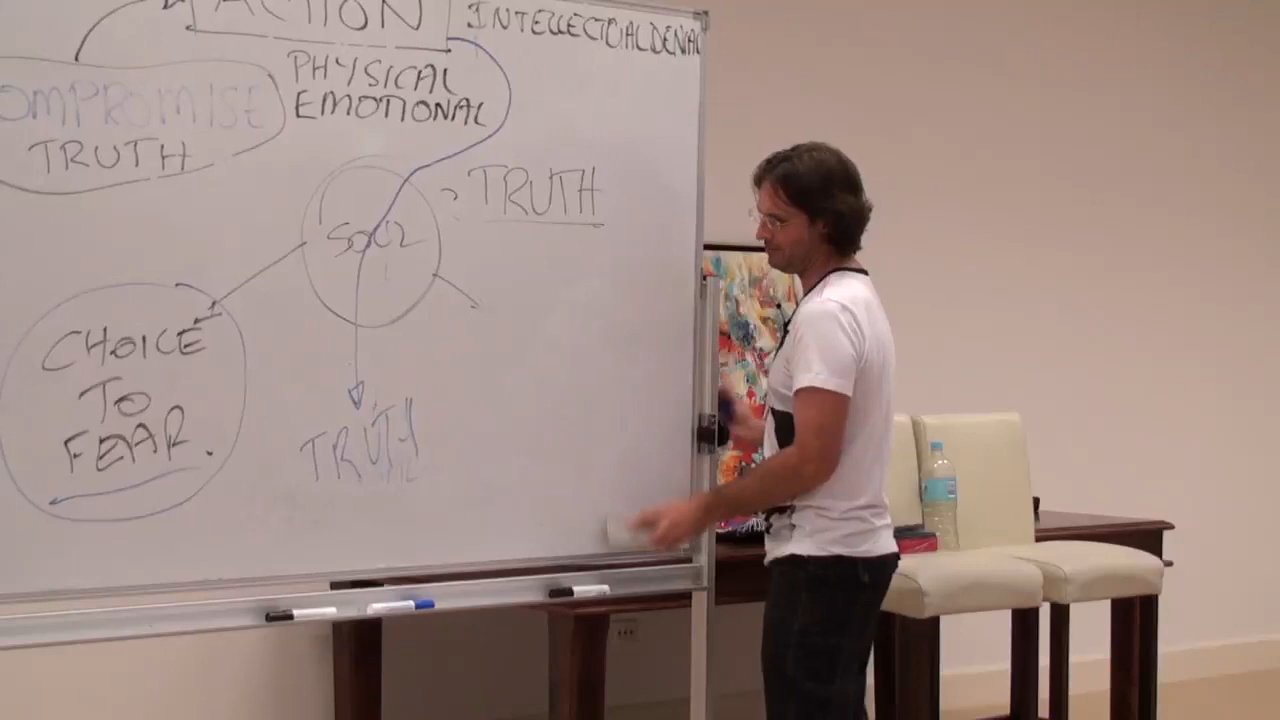 ACTION
INTELLECTUAL DENIAL
PHYSICAL
EMOTIONAL
OMPROMISE
TRUTH
? TRUTH
SOUL
CHOICE
TO
FEAR.
TRUTH